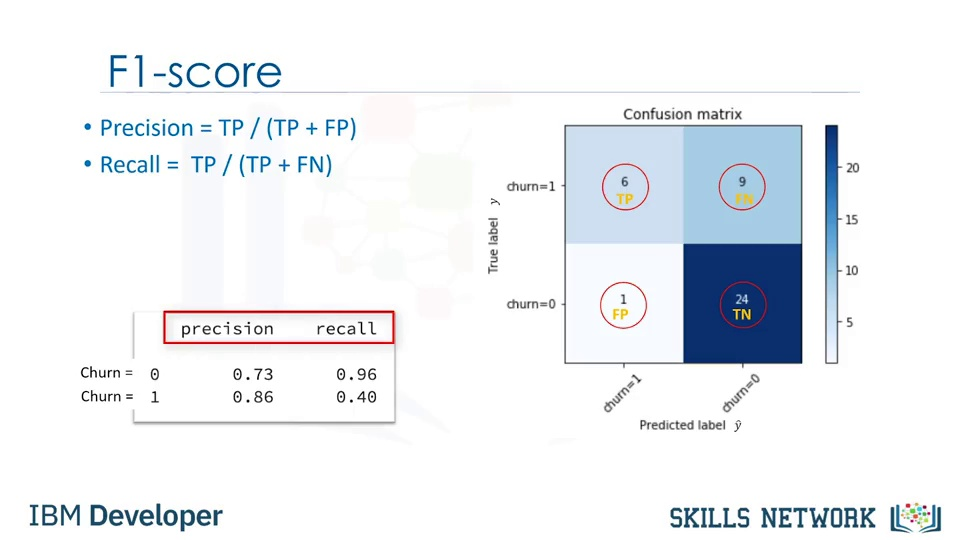 F1-score
• Precision = TP / (TP + FP)
• Recall = TP / (TP + FN)
precision recall
Churn = 0 0.73 0.96
Churn = 1 0.86 0.40
Confusion matrix
True label y
churn=1
churn=0
6
TP
9
FN
1
FP
24
TN
churn=1
churn=0
Predicted label ŷ
20
15
10
5
IBM Developer
SKILLS NETWORK